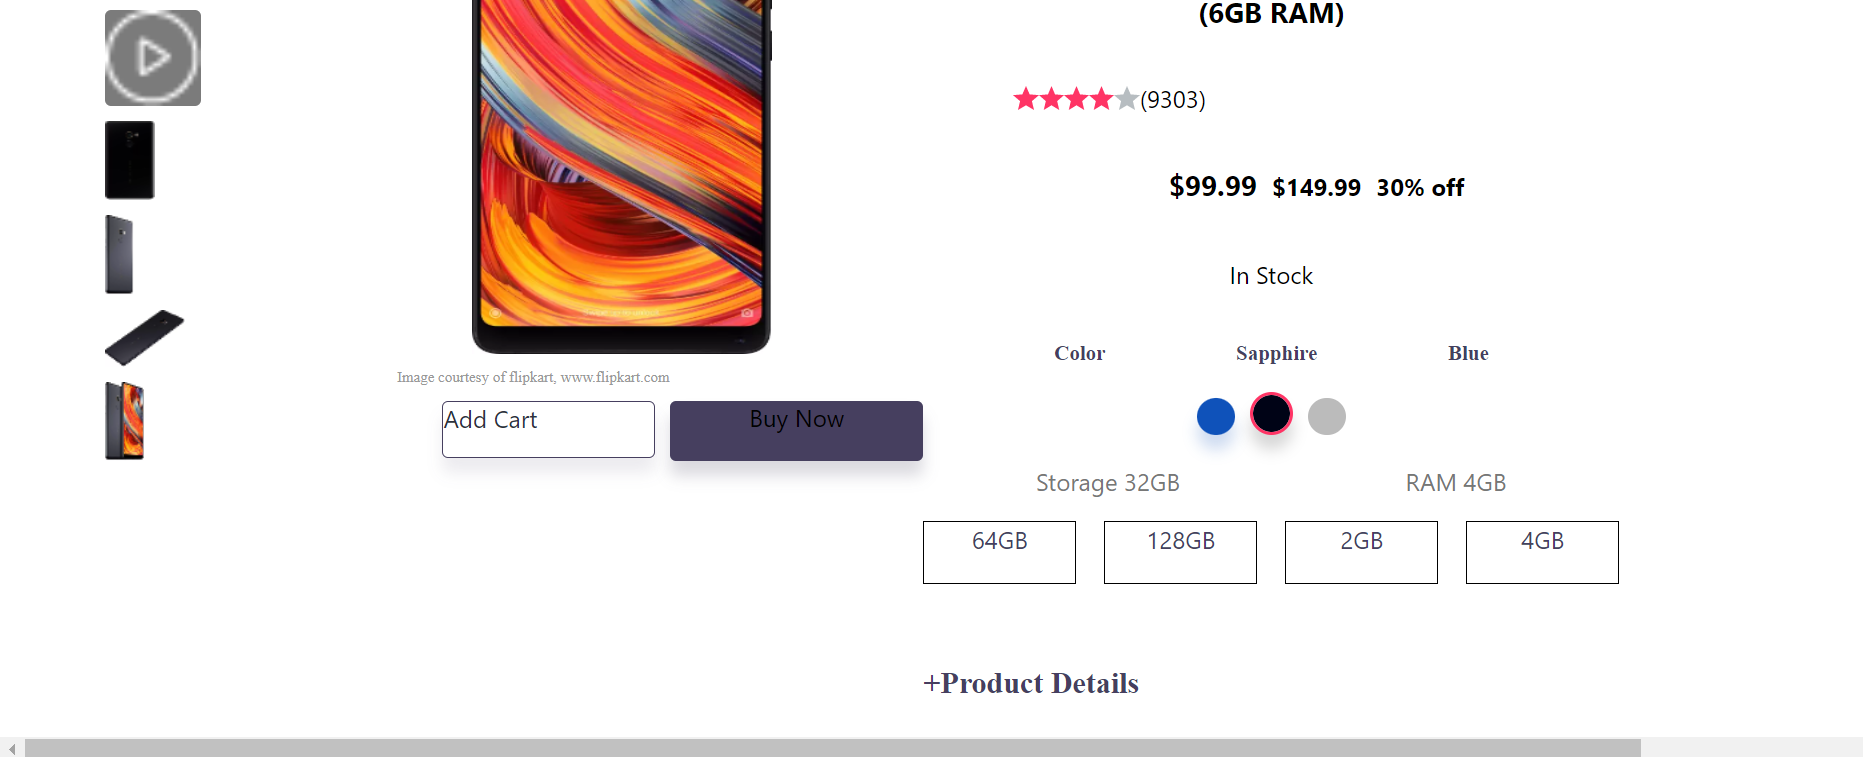 (6GB RAM)
(9303)
$99.99 $149.99 30% off
In Stock
Color Sapphire Blue
Storage 32GB RAM 4GB
64GB 128GB 2GB 4GB
+Product Details
Image courtesy of flipkart, www.flipkart.com
Add Cart Buy Now